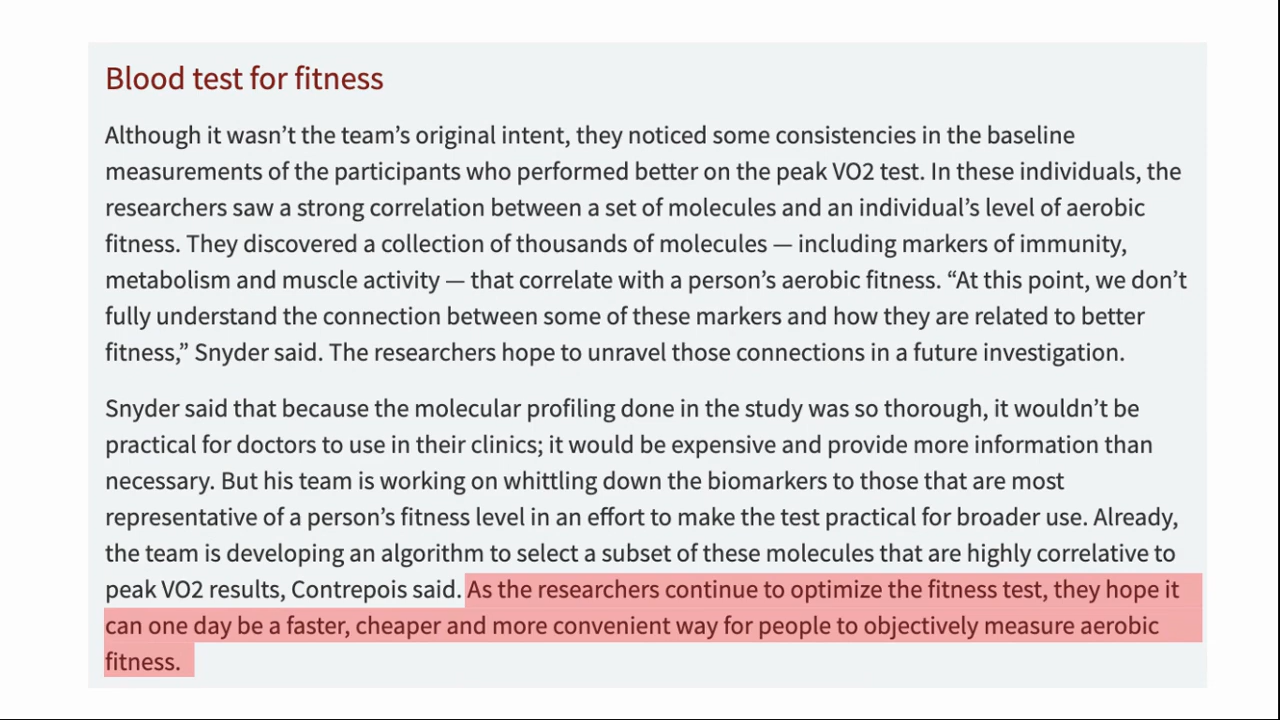 Blood test for fitness
Although it wasn’t the team’s original intent, they noticed some consistencies in the baseline
measurements of the participants who performed better on the peak VO2 test. In these individuals, the
researchers saw a strong correlation between a set of molecules and an individual’s level of aerobic
fitness. They discovered a collection of thousands of molecules — including markers of immunity,
metabolism and muscle activity — that correlate with a person’s aerobic fitness. “At this point, we don’t
fully understand the connection between some of these markers and how they are related to better
fitness,” Snyder said. The researchers hope to unravel those connections in a future investigation.
Snyder said that because the molecular profiling done in the study was so thorough, it wouldn’t be
practical for doctors to use in their clinics; it would be expensive and provide more information than
necessary. But his team is working on whittling down the biomarkers to those that are most
representative of a person’s fitness level in an effort to make the test practical for broader use. Already,
the team is developing an algorithm to select a subset of these molecules that are highly correlative to
peak VO2 results, Contrepois said. As the researchers continue to optimize the fitness test, they hope it
can one day be a faster, cheaper and more convenient way for people to objectively measure aerobic
fitness.